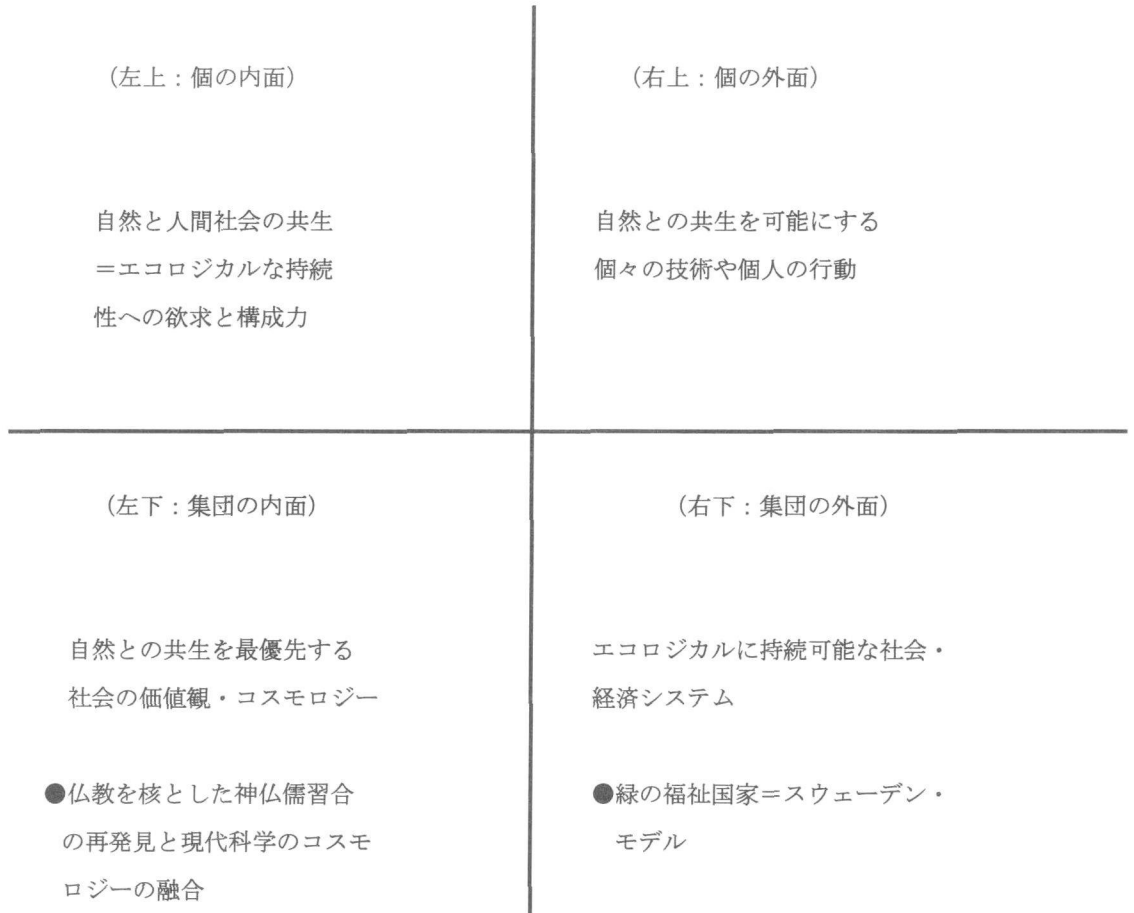 （左上：個の内面）
自然と人間社会の共生
＝エコロジカルな持続
性への欲求と構成力
（右上：個の外面）
自然との共生を可能にする
個々の技術や個人の行動
（左下：集団の内面）
自然との共生を最優先する
社会の価値観・コスモロジー
●仏教を核とした神仏儒習合
の再発見と現代科学のコスモ
ロジーの融合
（右下：集団の外面）
エコロジカルに持続可能な社会・
経済システム
●緑の福祉国家＝スウェーデン・
モデル